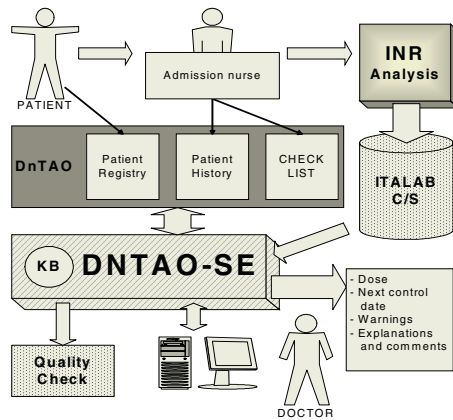 PATIENT
Admission nurse
INR
Analysis
DnTAO
Patient
Registry
Patient
History
CHECK
LIST
ITALAB
C/S
KB
DNTAO-SE
- Dose
- Next control
date
- Warnings
- Explanations
and comments
Quality
Check
DOCTOR